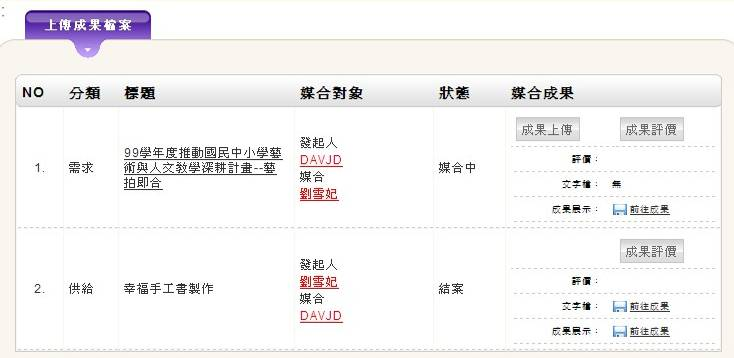 上傳成果檔案
NO 分類 標題 媒合對象 狀態 媒合成果
1. 需求
99學年度推動國民中小學藝
術與人文教學深耕計畫--藝
拍即合
發起人
DAVJD
媒合
劉雪妃
媒合中
成果上傳 成果評價
評價：
文字檔： 無
成果展示： 前往成果
2. 供給
幸福手工書製作
發起人
劉雪妃
媒合
DAVJD
結案
成果評價
評價：
文字檔： 前往成果
成果展示： 前往成果